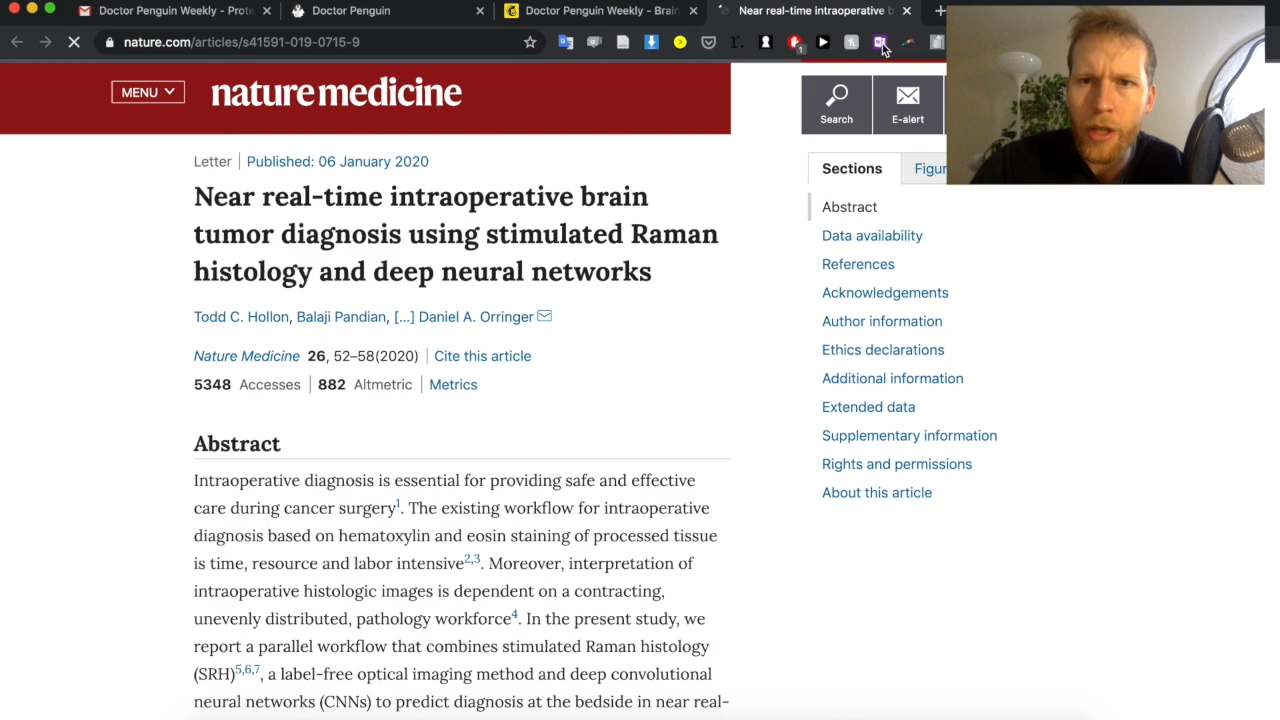 Doctor Penguin Weekly - Prote
Doctor Penguin
Doctor Penguin Weekly - Brain
Near real-time intraoperative b
nature.com/articles/s41591-019-0715-9
1
MENU
nature medicine
Search
E-alert
Letter
Published: 06 January 2020
Near real-time intraoperative brain
tumor diagnosis using stimulated Raman
histology and deep neural networks
Todd C. Hollon, Balaji Pandian, [...] Daniel A. Orringer
Nature Medicine 26, 52–58(2020) Cite this article
5348 Accesses 882 Altmetric Metrics
Abstract
Intraoperative diagnosis is essential for providing safe and effective
care during cancer surgery1. The existing workflow for intraoperative
diagnosis based on hematoxylin and eosin staining of processed tissue
is time, resource and labor intensive2,3. Moreover, interpretation of
intraoperative histologic images is dependent on a contracting,
unevenly distributed, pathology workforce4. In the present study, we
report a parallel workflow that combines stimulated Raman histology
(SRH)5,6,7, a label-free optical imaging method and deep convolutional
neural networks (CNNs) to predict diagnosis at the bedside in near real-
Sections
Figur
Abstract
Data availability
References
Acknowledgements
Author information
Ethics declarations
Additional information
Extended data
Supplementary information
Rights and permissions
About this article